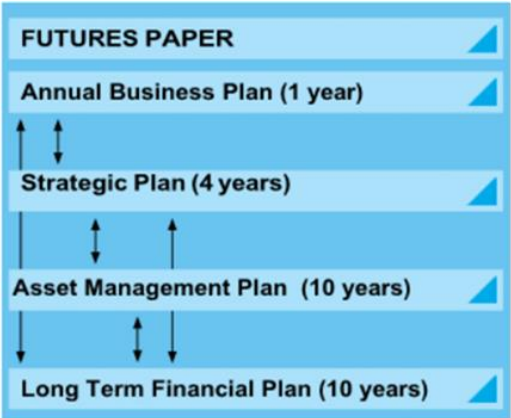 FUTURES PAPER
Annual Business Plan (1 year)
Strategic Plan (4 years)
Asset Management Plan (10 years)
Long Term Financial Plan (10 years)